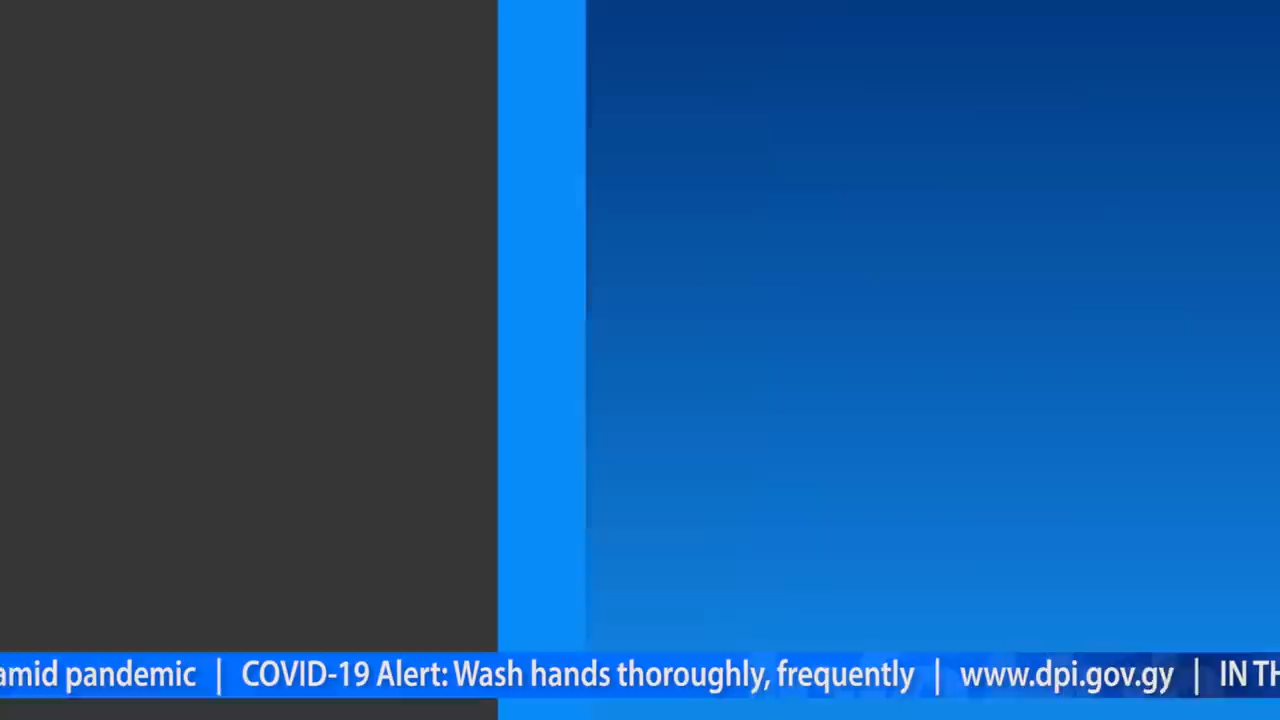 amid pandemic | COVID-19 Alert: Wash hands thoroughly, frequently | www.dpi.gov.gy | IN TH